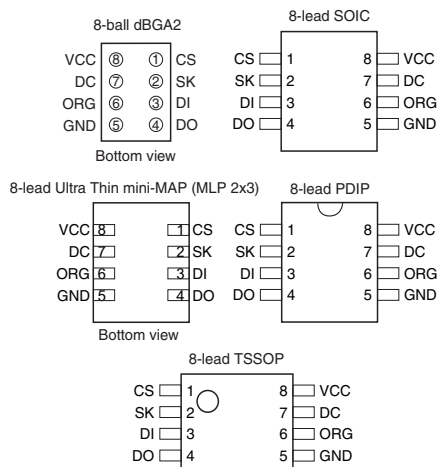 8-ball dBGA2
VCC 8 1 CS
DC 7 2 SK
ORG 6 3 DI
GND 5 4 DO
Bottom view
8-lead SOIC
CS 1 8 VCC
SK 2 7 DC
DI 3 6 ORG
DO 4 5 GND
8-lead Ultra Thin mini-MAP (MLP 2x3)
VCC 8 1 CS
DC 7 2 SK
ORG 6 3 DI
GND 5 4 DO
Bottom view
8-lead PDIP
CS 1 8 VCC
SK 2 7 DC
DI 3 6 ORG
DO 4 5 GND
8-lead TSSOP
CS 1 8 VCC
SK 2 7 DC
DI 3 6 ORG
DO 4 5 GND